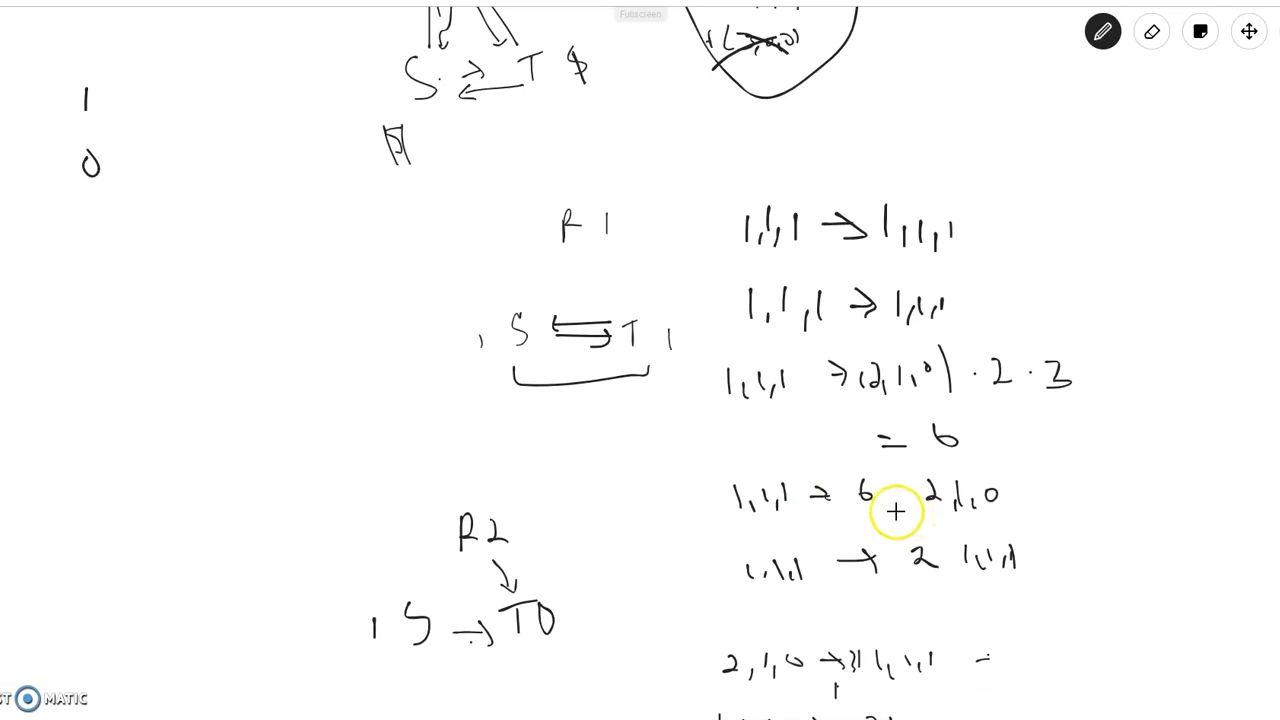 Fullscreen
S → T $
1
0
R 1
1,1,1 → 1,1,1
1,1,1 → 1,1,1
1 S ⇌ T 1
1,1,1 → (2,1,0) · 2 · 3
= 6
1,1,1 → 6 2,1,0
R2
1,1,1 → 2 1,1,1
1 S → T 0
2,1,0 → 1,1,1 =
MATIC